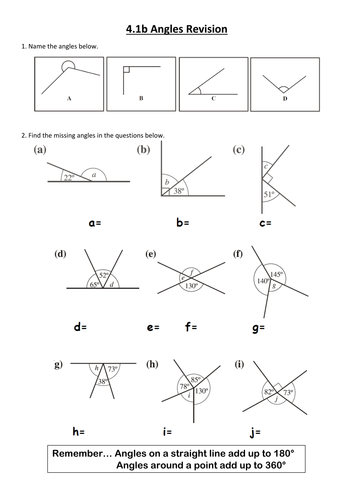 4.1b Angles Revision
1. Name the angles below.
A B C D
2. Find the missing angles in the questions below.
(a) (b) (c)
22° a
b 38°
c 51°
a= b= c=
(d) (e) (f)
65° 52° d
e f 130°
140° 145° g
d= e= f= g=
g) (h) (i)
h 38° 73°
78° 85° 130° i
82° 73° j
h= i= j=
Remember... Angles on a straight line add up to 180°
Angles around a point add up to 360°